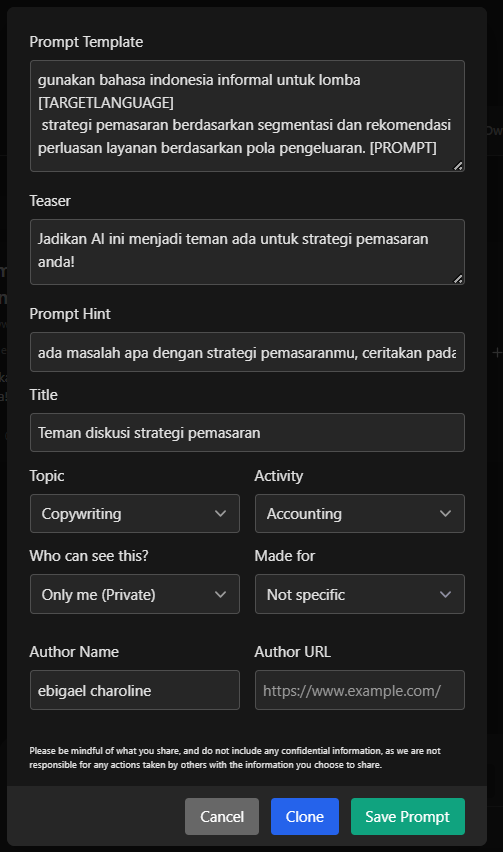 Prompt Template
gunakan bahasa indonesia informal untuk lomba
[TARGETLANGUAGE]
strategi pemasaran berdasarkan segmentasi dan rekomendasi
perluasan layanan berdasarkan pola pengeluaran. [PROMPT]
Teaser
Jadikan AI ini menjadi teman ada untuk strategi pemasaran
anda!
Prompt Hint
ada masalah apa dengan strategi pemasaranmu, ceritakan pada
Title
Teman diskusi strategi pemasaran
Topic
Activity
Copywriting
Accounting
Who can see this?
Made for
Only me (Private)
Not specific
Author Name
Author URL
ebigael charoline
https://www.example.com/
Please be mindful of what you share, and do not include any confidential information, as we are not
responsible for any actions taken by others with the information you choose to share.
Cancel
Clone
Save Prompt